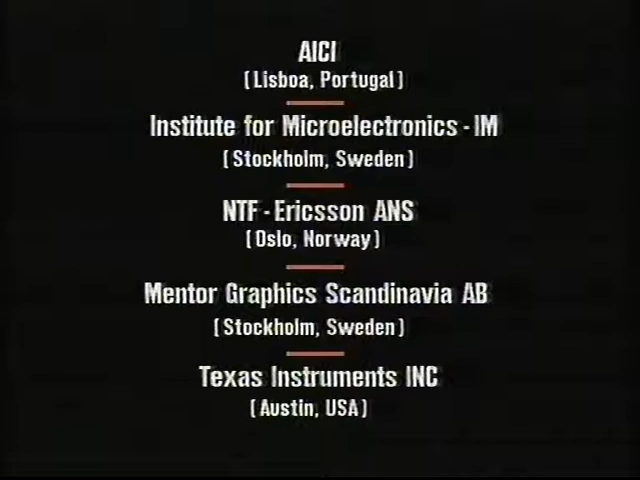 AICI
(Lisboa, Portugal)
Institute for Microelectronics - IM
(Stockholm, Sweden)
NTF - Ericsson ANS
(Oslo, Norway)
Mentor Graphics Scandinavia AB
(Stockholm, Sweden)
Texas Instruments INC
(Austin, USA)